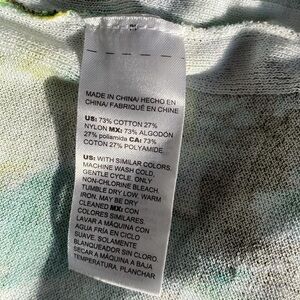 MADE IN CHINA/ HECHO EN
CHINA/ FABRIQUÉ EN CHINE
US: 73% COTTON 27%
NYLON MX: 73% ALGODÓN
27% poliamida CA: 73%
COTON 27% POLYAMIDE
US: WITH SIMILAR COLORS,
MACHINE WASH COLD,
GENTLE CYCLE. ONLY
NON-CHLORINE BLEACH.
TUMBLE DRY LOW. WARM
IRON. MAY BE DRY
CLEANED MX: CON
COLORES SIMILARES,
LAVAR A MÁQUINA CON
AGUA FRÍA EN CICLO
SUAVE. SOLAMENTE
BLANQUEADOR SIN CLORO.
SECAR A MÁQUINA A BAJA
TEMPERATURA. PLANCHAR